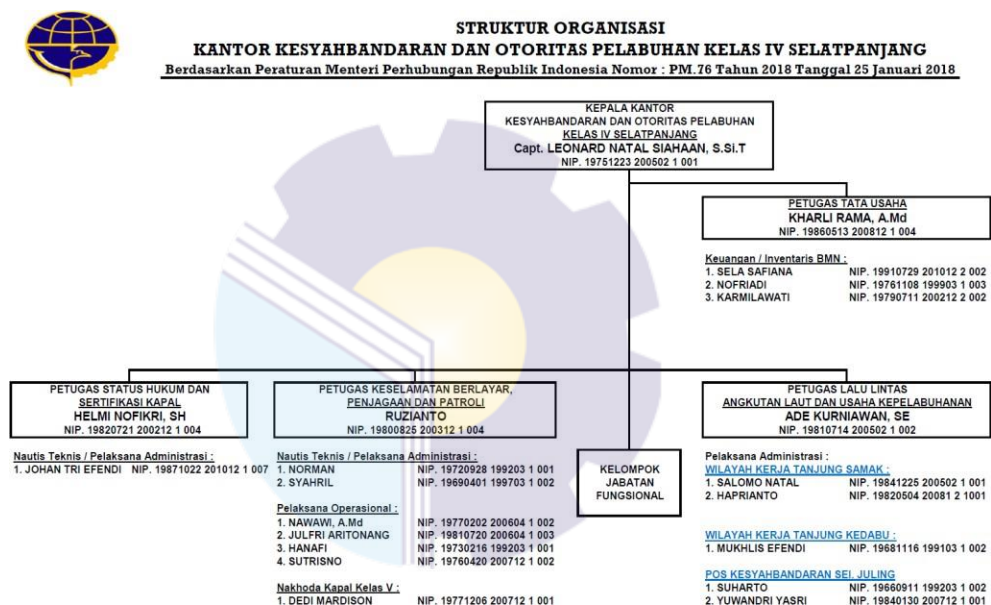 STRUKTUR ORGANISASI
KANTOR KESYAHBANDARAN DAN OTORITAS PELABUHAN KELAS IV SELATPANJANG
Berdasarkan Peraturan Menteri Perhubungan Republik Indonesia Nomor : PM.76 Tahun 2018 Tanggal 25 Januari 2018
KEPALA KANTOR
KESYAHBANDARAN DAN OTORITAS PELABUHAN
KELAS IV SELATPANJANG
Capt. LEONARD NATAL SIAHAAN, S.Si.T
NIP. 19751223 200502 1 001
PETUGAS TATA USAHA
KHARLI RAMA, A.Md
NIP. 19860513 200812 1 004
Keuangan / Inventaris BMN :
1. SELA SAFIANA NIP. 19910729 201012 2 002
2. NOFRIADI NIP. 19761108 199903 1 003
3. KARMILAWATI NIP. 19790711 200212 2 002
PETUGAS STATUS HUKUM DAN
SERTIFIKASI KAPAL
HELMI NOFIKRI, SH
NIP. 19820721 200212 1 004
Nautis Teknis / Pelaksana Administrasi :
1. JOHAN TRI EFENDI NIP. 19871022 201012 1 007
PETUGAS KESELAMATAN BERLAYAR,
PENJAGAAN DAN PATROLI
RUZIANTO
NIP. 19800825 200312 1 004
Nautis Teknis / Pelaksana Administrasi :
1. NORMAN NIP. 19720928 199203 1 001
2. SYAHRIL NIP. 19690401 199703 1 002
Pelaksana Operasional :
1. NAWAWI, A.Md NIP. 19770202 200604 1 002
2. JULFRI ARITONANG NIP. 19810720 200604 1 003
3. HANAFI NIP. 19730216 199203 1 001
4. SUTRISNO NIP. 19760420 200712 1 002
Nakhoda Kapal Kelas V :
1. DEDI MARDISON NIP. 19771206 200712 1 001
KELOMPOK
JABATAN
FUNGSIONAL
PETUGAS LALU LINTAS
ANGKUTAN LAUT DAN USAHA KEPELABUHANAN
ADE KURNIAWAN, SE
NIP. 19810714 200502 1 002
Pelaksana Administrasi :
WILAYAH KERJA TANJUNG SAMAK :
1. SALOMO NATAL NIP. 19841225 200502 1 001
2. HAPRIANTO NIP. 19820504 20081 2 1001
WILAYAH KERJA TANJUNG KEDABU :
1. MUKHLIS EFENDI NIP. 19681116 199103 1 002
POS KESYAHBANDARAN SEI. JULING
1. SUHARTO NIP. 19660911 199203 1 002
2. YUWANDRI YASRI NIP. 19840130 200712 1 001